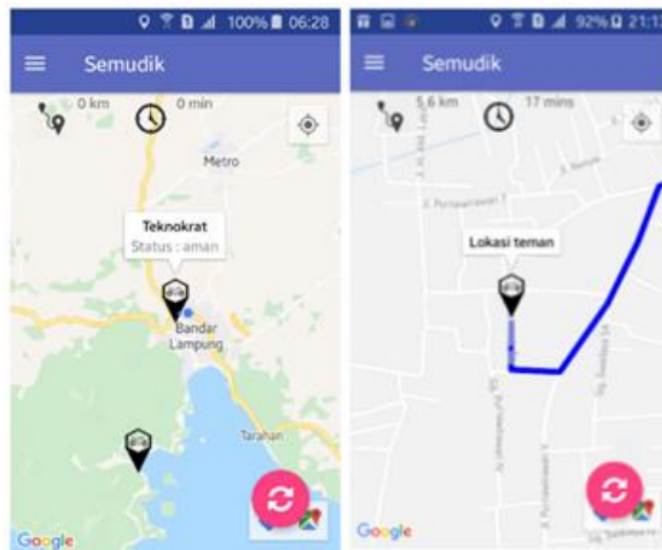 100% 06:28
Semudik
0 km
0 min
Metro
Teknokrat
Status : aman
Bandar
Lampung
Tarahan
Google
92% 21:1
Semudik
5,6 km
17 mins
Lokasi teman
Google